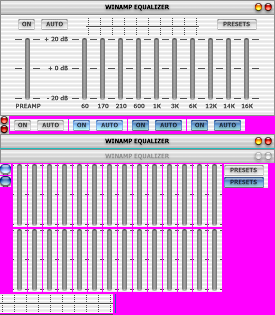 WINAMP EQUALIZER
ON AUTO PRESETS
+ 20 dB
+ 0 dB
- 20 dB
PREAMP 60 170 210 600 1K 3K 6K 12K 14K 16K
ON AUTO ON AUTO ON AUTO ON AUTO
WINAMP EQUALIZER
WINAMP EQUALIZER
PRESETS
PRESETS